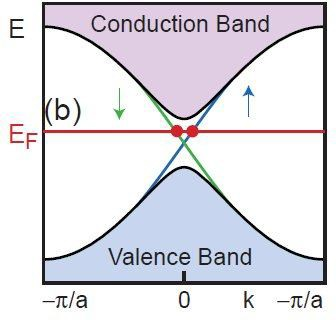 E
Conduction Band
(b)
E_F
Valence Band
−π/a
0
k
−π/a